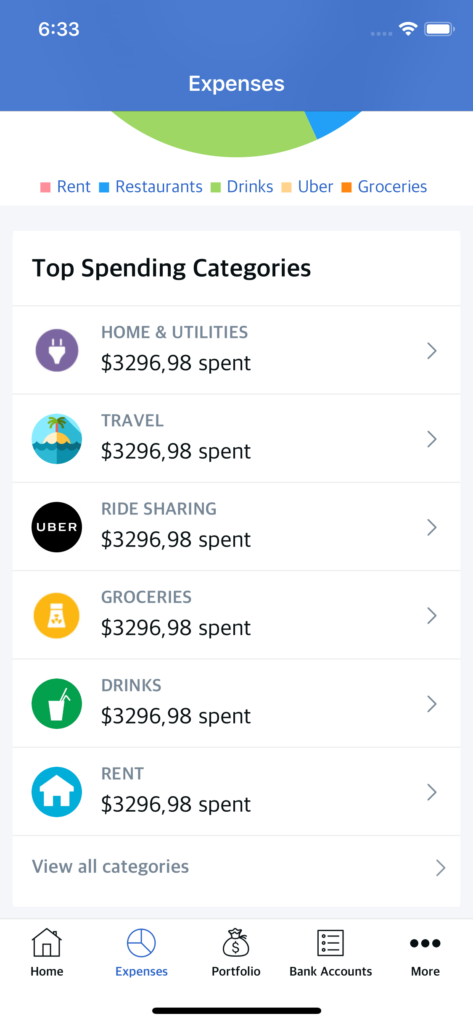 6:33
Expenses
Rent Restaurants Drinks Uber Groceries
Top Spending Categories
HOME & UTILITIES
$3296,98 spent
TRAVEL
$3296,98 spent
UBER
RIDE SHARING
$3296,98 spent
GROCERIES
$3296,98 spent
DRINKS
$3296,98 spent
RENT
$3296,98 spent
View all categories
Home Expenses Portfolio Bank Accounts More